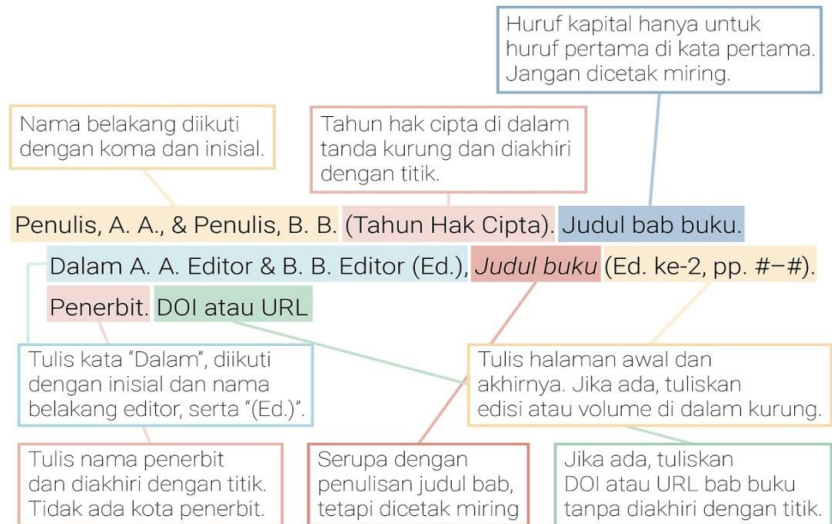 Huruf kapital hanya untuk
huruf pertama di kata pertama.
Jangan dicetak miring.
Nama belakang diikuti
dengan koma dan inisial.
Tahun hak cipta di dalam
tanda kurung dan diakhiri
dengan titik.
Penulis, A. A., & Penulis, B. B. (Tahun Hak Cipta). Judul bab buku.
Dalam A. A. Editor & B. B. Editor (Ed.), Judul buku (Ed. ke-2, pp. #–#).
Penerbit. DOI atau URL
Tulis kata “Dalam”, diikuti
dengan inisial dan nama
belakang editor, serta “(Ed.)”.
Tulis halaman awal dan
akhirnya. Jika ada, tuliskan
edisi atau volume di dalam kurung.
Tulis nama penerbit
dan diakhiri dengan titik.
Tidak ada kota penerbit.
Serupa dengan
penulisan judul bab,
tetapi dicetak miring
Jika ada, tuliskan
DOI atau URL bab buku
tanpa diakhiri dengan titik.